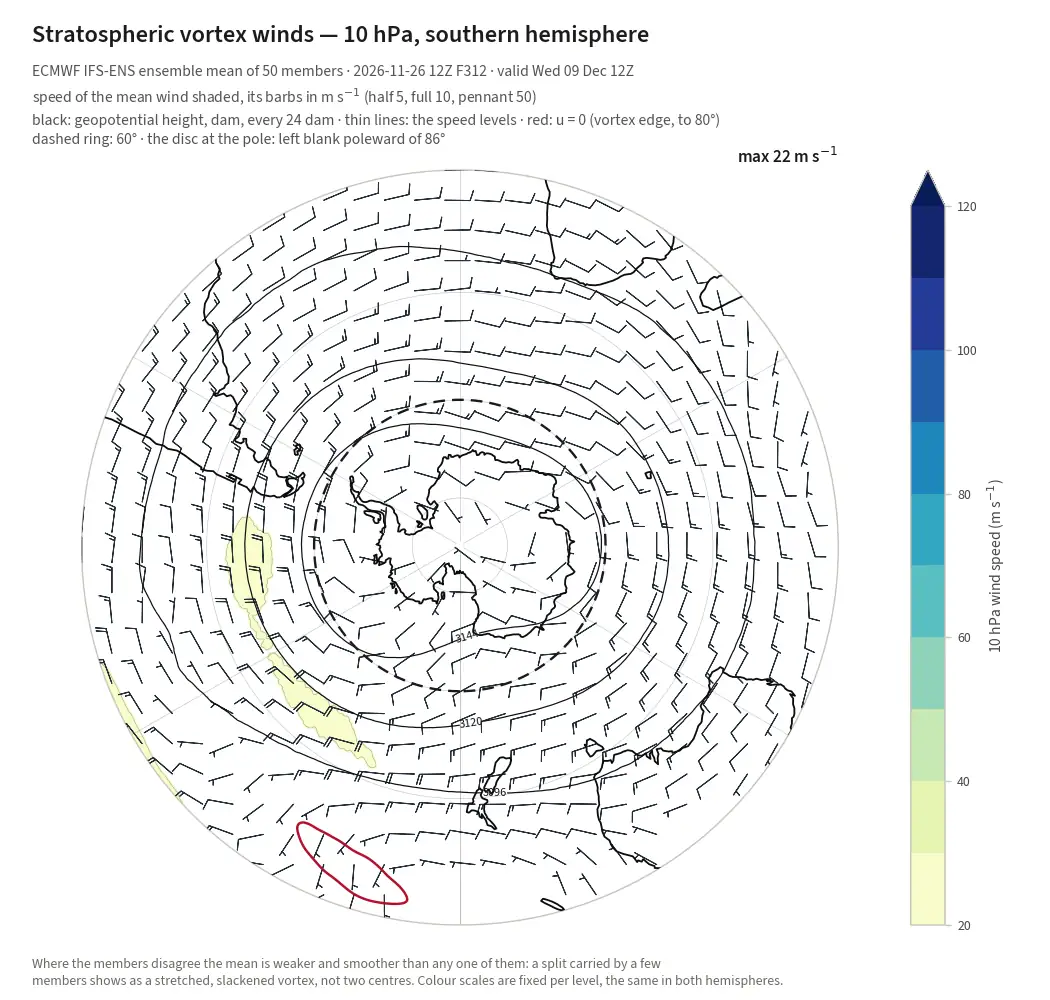 Stratospheric vortex winds — 10 hPa, southern hemisphere
ECMWF IFS-ENS ensemble mean of 50 members · 2026-11-26 12Z F312 · valid Wed 09 Dec 12Z
speed of the mean wind shaded, its barbs in m s⁻¹ (half 5, full 10, pennant 50)
black: geopotential height, dam, every 24 dam · thin lines: the speed levels · red: u = 0 (vortex edge, to 80°)
dashed ring: 60° · the disc at the pole: left blank poleward of 86°
max 22 m s⁻¹
120
100
80
60
40
20
10 hPa wind speed (m s⁻¹)
3144
3120
3096
Where the members disagree the mean is weaker and smoother than any one of them: a split carried by a few
members shows as a stretched, slackened vortex, not two centres. Colour scales are fixed per level, the same in both hemispheres.